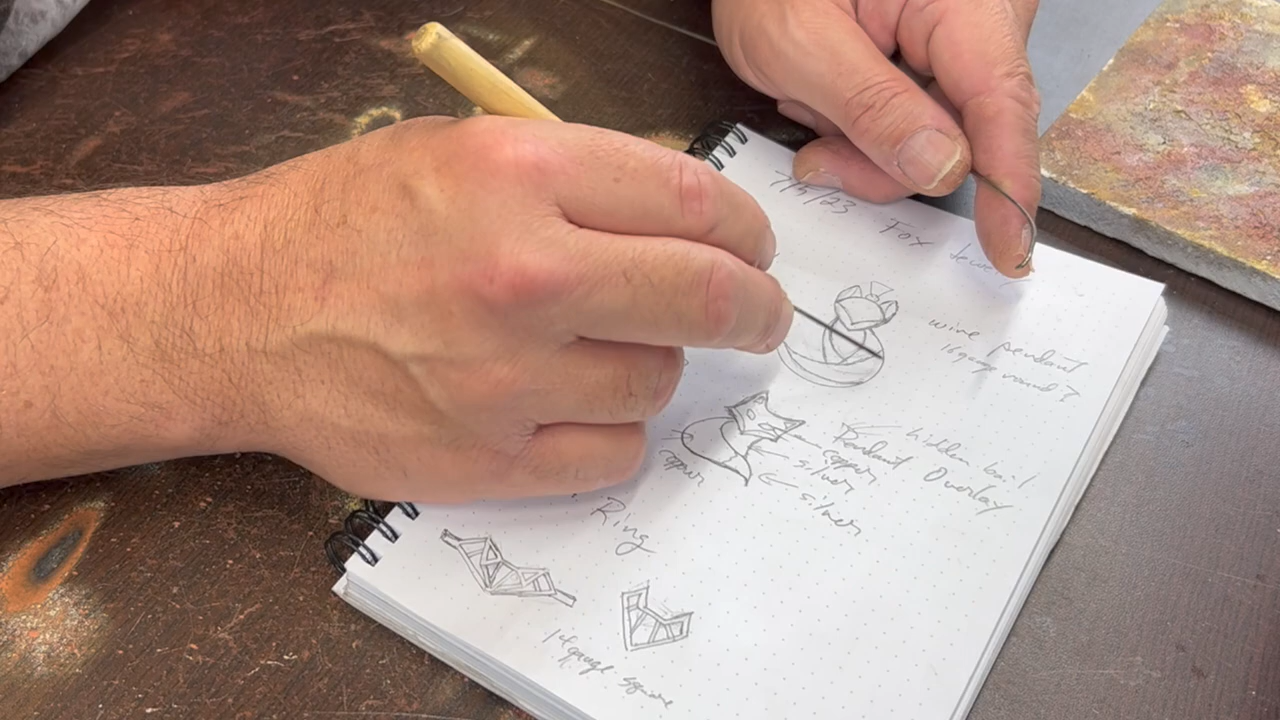 7/5/23 Fox Jewel
wire pendant
16 gauge round?
hidden bail
Pendant Overlay
copper
silver
silver
copper
Ring
gauge square